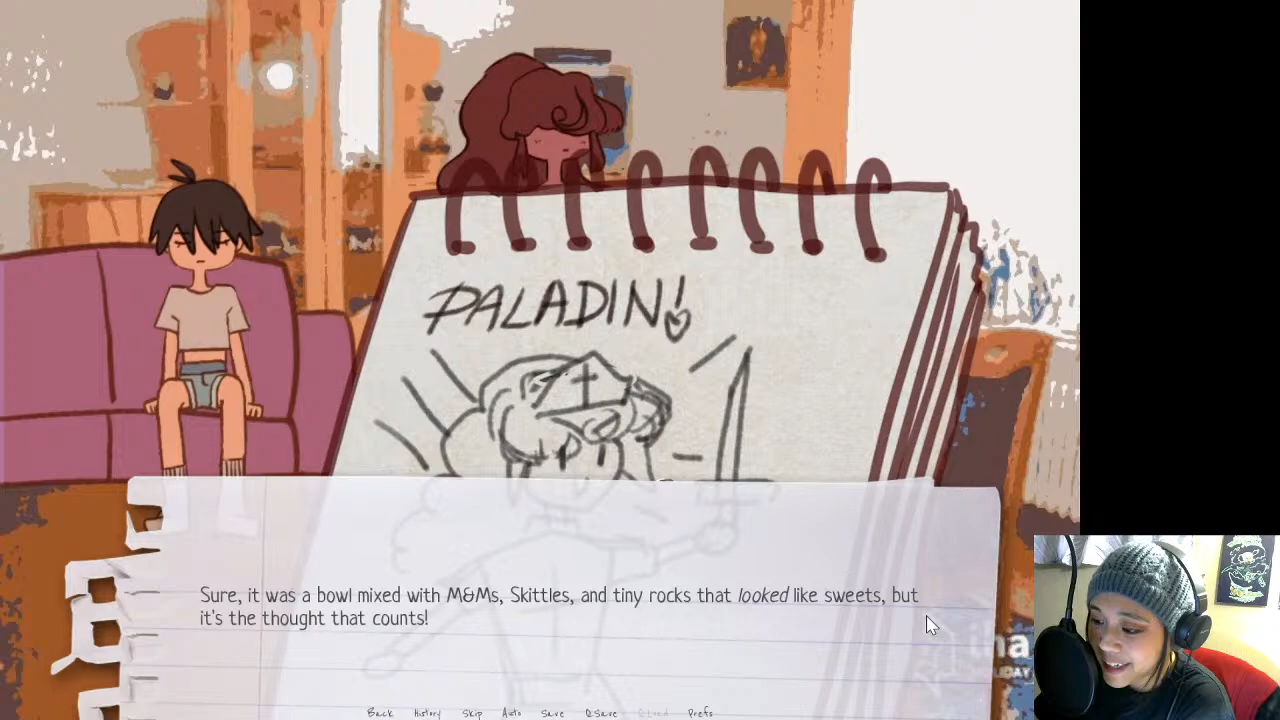 PALADIN!
Sure, it was a bowl mixed with M&Ms, Skittles, and tiny rocks that looked like sweets, but
it's the thought that counts!
Back History Skip Auto Save Q.Save Q.Load Prefs